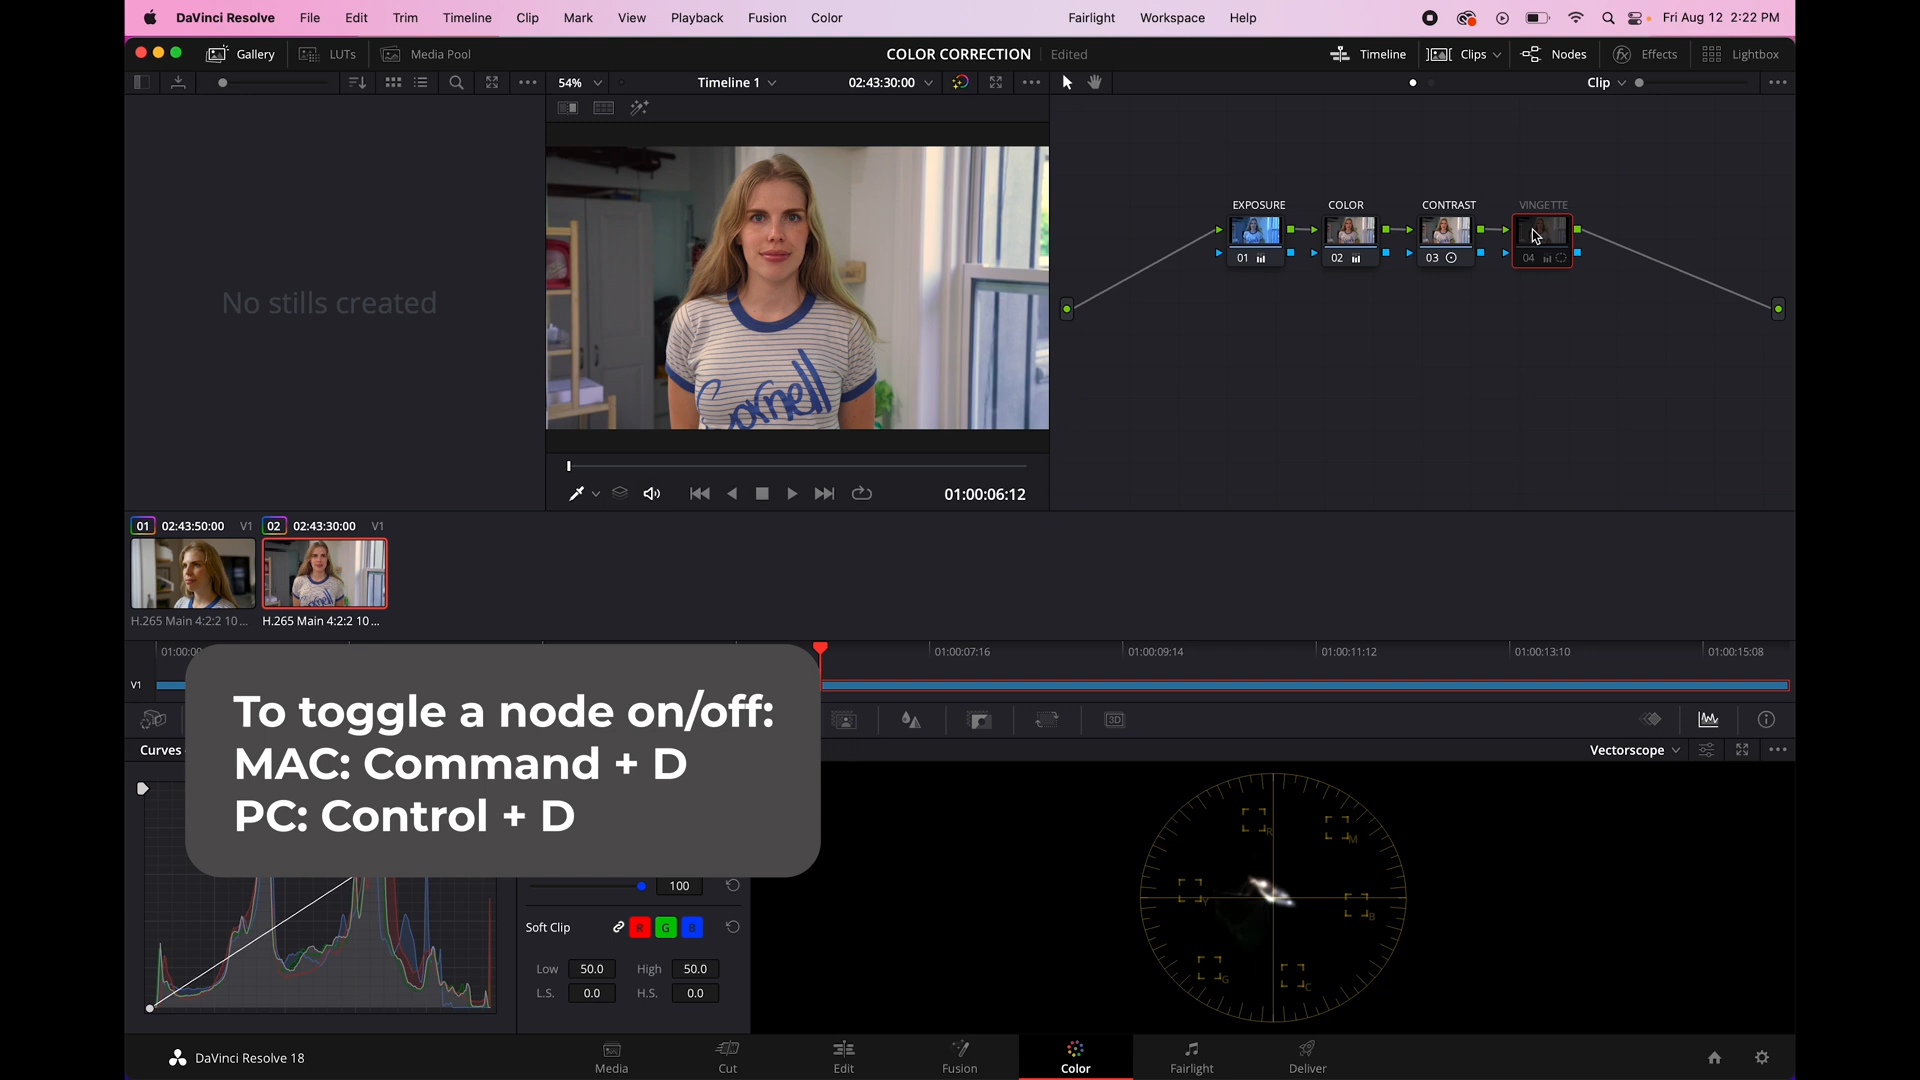 DaVinci Resolve File Edit Trim Timeline Clip Mark View Playback Fusion Color Fairlight Workspace Help Fri Aug 12 2:22 PM
Gallery LUTs Media Pool COLOR CORRECTION Edited Timeline Clips Nodes Effects Lightbox
54% Timeline 1 02:43:30:00 Clip
EXPOSURE COLOR CONTRAST VINGETTE
01 02 03 04
No stills created
Cornell
01:00:06:12
01 02:43:50:00 V1 02 02:43:30:00 V1
Cornell
H.265 Main 4:2:2 10... H.265 Main 4:2:2 10...
01:00:07:16 01:00:09:14 01:00:11:12 01:00:13:10 01:00:15:08
V1
To toggle a node on/off:
MAC: Command + D
PC: Control + D
3D
Curves Vectorscope
R M Y B G C
100
Soft Clip R G B
Low 50.0 High 50.0
L.S. 0.0 H.S. 0.0
DaVinci Resolve 18 Media Cut Edit Fusion Color Fairlight Deliver